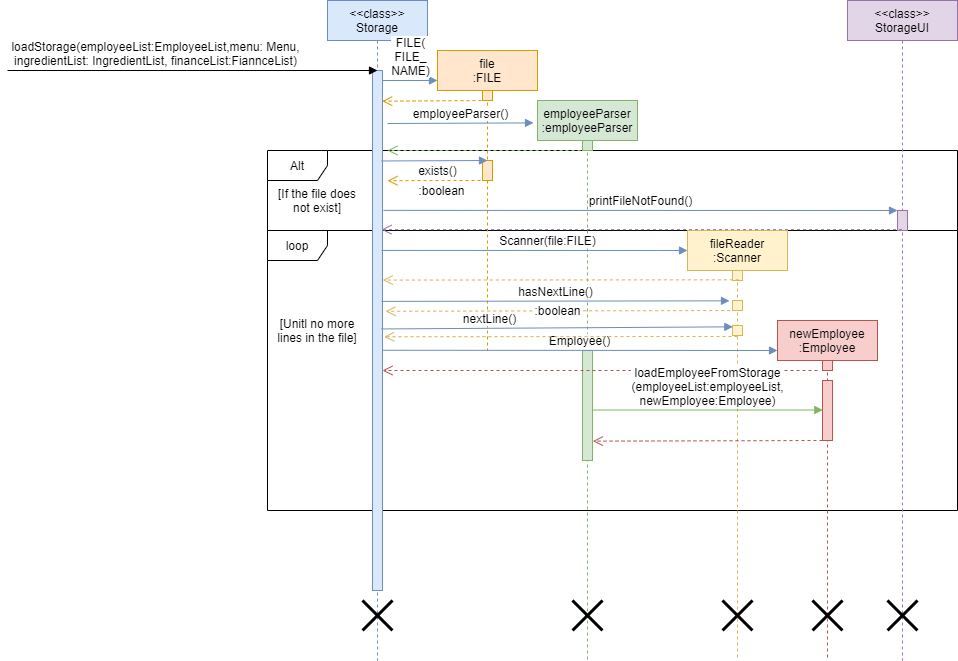 <<class>>
Storage
<<class>>
StorageUI
loadStorage(employeeList:EmployeeList,menu: Menu,
ingredientList: IngredientList, financeList:FiannceList)
FILE(
FILE_
NAME)
file
:FILE
employeeParser()
employeeParser
:employeeParser
Alt
exists()
:boolean
[If the file does
not exist]
printFileNotFound()
loop
Scanner(file:FILE)
fileReader
:Scanner
hasNextLine()
:boolean
nextLine()
[Unitl no more
lines in the file]
Employee()
newEmployee
:Employee
loadEmployeeFromStorage
(employeeList:employeeList,
newEmployee:Employee)